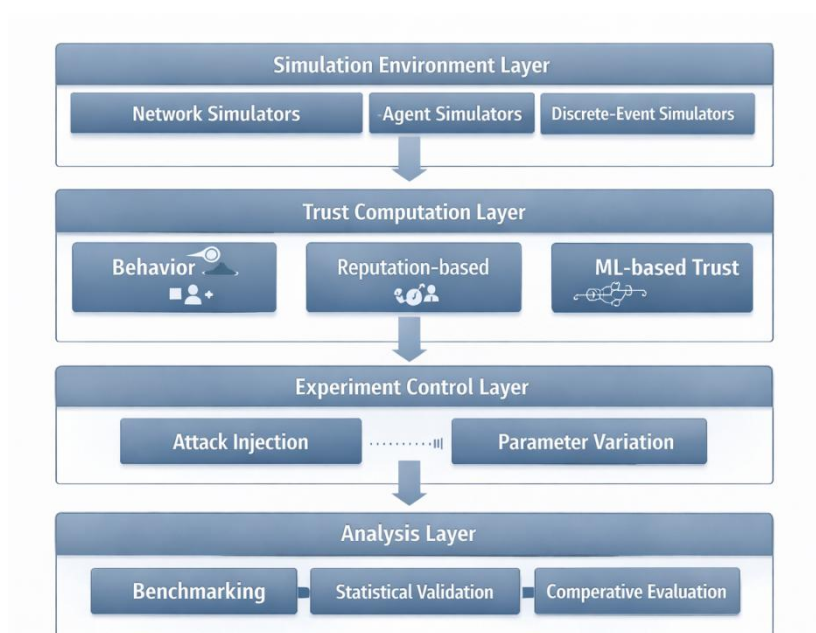 Simulation Environment Layer
Network Simulators
-Agent Simulators
Discrete-Event Simulators
Trust Computation Layer
Behavior
Reputation-based
ML-based Trust
Experiment Control Layer
Attack Injection
Parameter Variation
Analysis Layer
Benchmarking
Statistical Validation
Comperative Evaluation